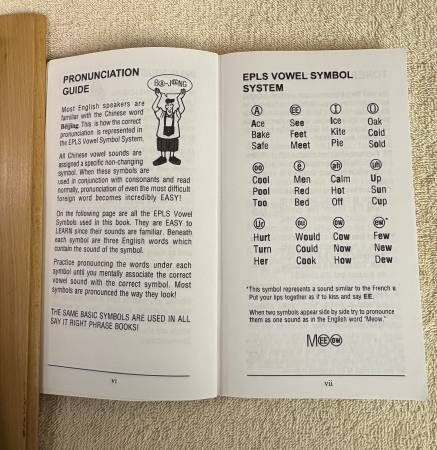 PRONUNCIATION
GUIDE
Bⓐ-JⓘNG
Most English speakers are
familiar with the Chinese word
Běijīng. This is how the correct
pronunciation is represented in
the EPLS Vowel Symbol System.
All Chinese vowel sounds are
assigned a specific non-changing
symbol. When these symbols are
used in conjunction with consonants and read
normally, pronunciation of even the most difficult
foreign word becomes incredibly EASY!
On the following page are all the EPLS Vowel
Symbols used in this book. They are EASY to
LEARN since their sounds are familiar. Beneath
each symbol are three English words which
contain the sound of the symbol.
Practice pronouncing the words under each
symbol until you mentally associate the correct
vowel sound with the correct symbol. Most
symbols are pronounced the way they look!
THE SAME BASIC SYMBOLS ARE USED IN ALL
SAY IT RIGHT PHRASE BOOKS!
vi
EPLS VOWEL SYMBOL
SYSTEM
A EE I O
Ace See Ice Oak
Bake Feet Kite Cold
Safe Meet Pie Sold
oo e ah uh
Cool Men Calm Up
Pool Red Hot Sun
Too Bed Off Cup
Ur ou ow ew*
Hurt Would Cow Few
Turn Could Now New
Her Cook How Dew
*This symbol represents a sound similar to the French u
Put your lips together as if to kiss and say EE.
When two symbols appear side by side try to pronounce
them as one sound as in the English word "Meow."
MEEow
vii